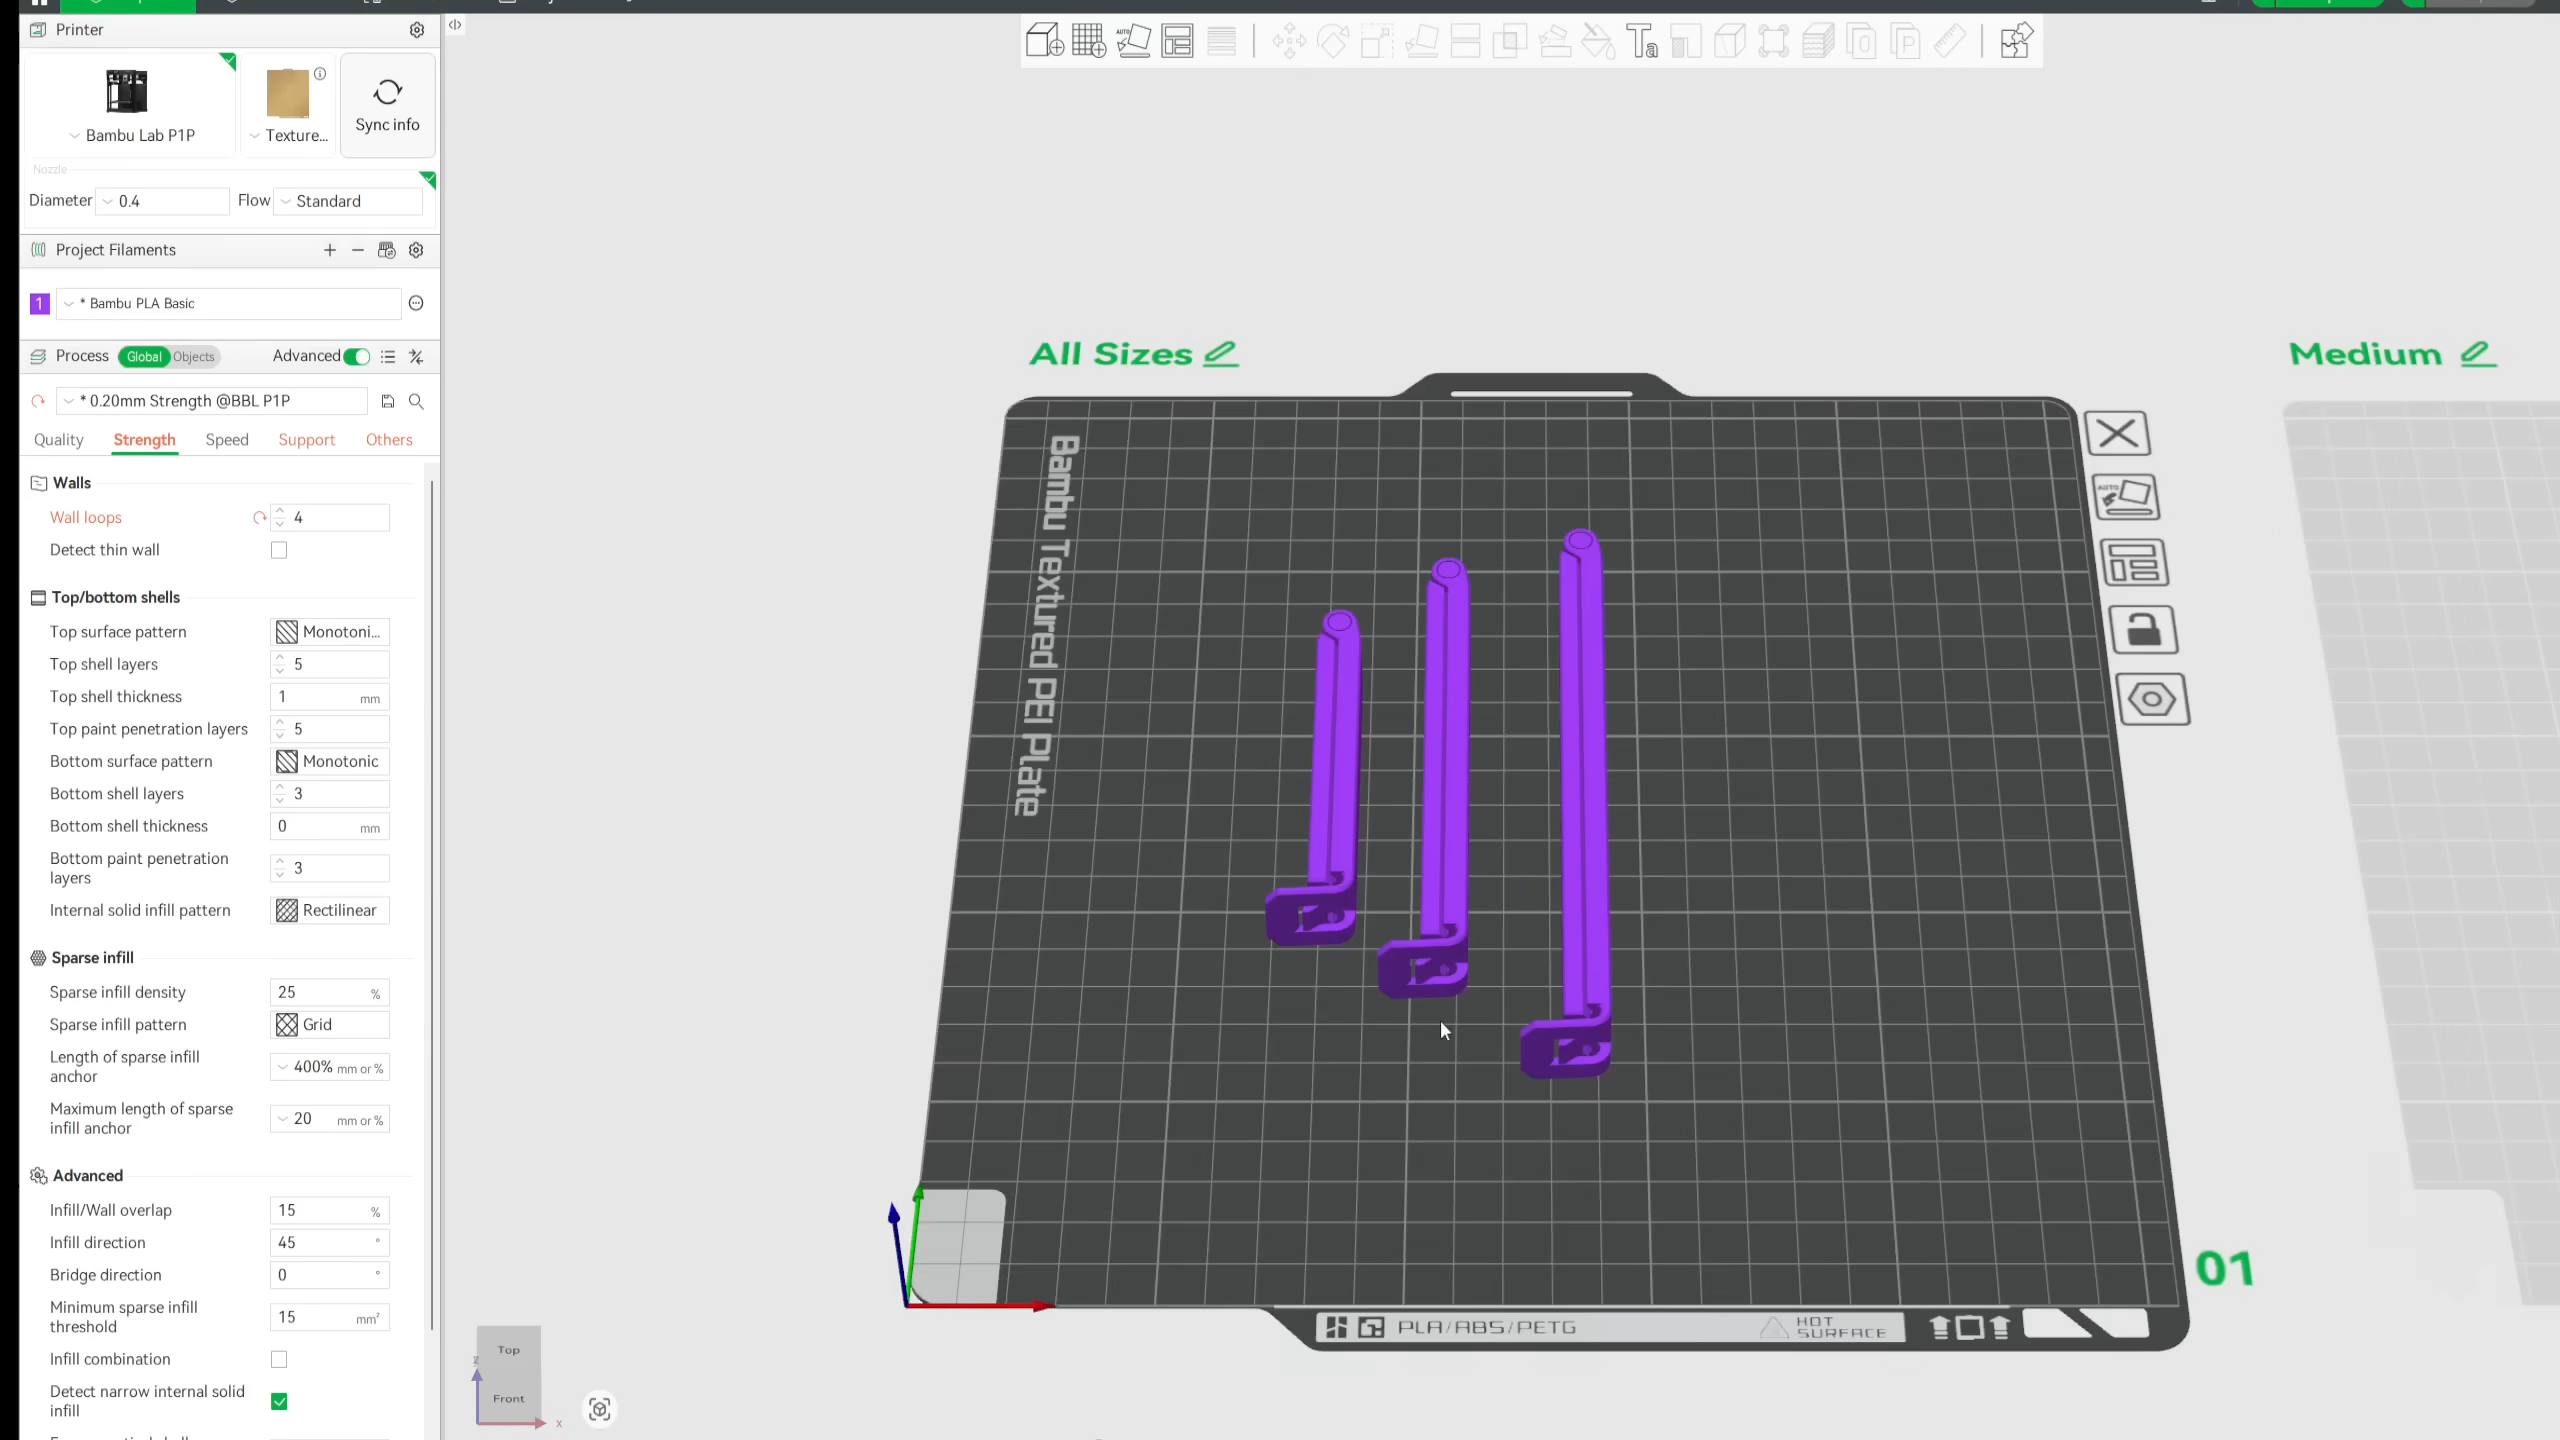 Printer
Bambu Lab P1P
Texture...
Sync info
Nozzle
Diameter
0.4
Flow
Standard
Project Filaments
1
* Bambu PLA Basic
Process
Global
Objects
Advanced
* 0.20mm Strength @BBL P1P
Quality
Strength
Speed
Support
Others
Walls
Wall loops
4
Detect thin wall
Top/bottom shells
Top surface pattern
Monotoni...
Top shell layers
5
Top shell thickness
1 mm
Top paint penetration layers
5
Bottom surface pattern
Monotonic
Bottom shell layers
3
Bottom shell thickness
0 mm
Bottom paint penetration
layers
3
Internal solid infill pattern
Rectilinear
Sparse infill
Sparse infill density
25 %
Sparse infill pattern
Grid
Length of sparse infill
anchor
400% mm or %
Maximum length of sparse
infill anchor
20 mm or %
Advanced
Infill/Wall overlap
15 %
Infill direction
45 °
Bridge direction
0 °
Minimum sparse infill
threshold
15 mm²
Infill combination
Detect narrow internal solid
infill
AUTO
Ta
All Sizes
Medium
Bambu Textured PEI Plate
AUTO
01
PLA/ABS/PETG
HOT
SURFACE
Top
Front
z
x